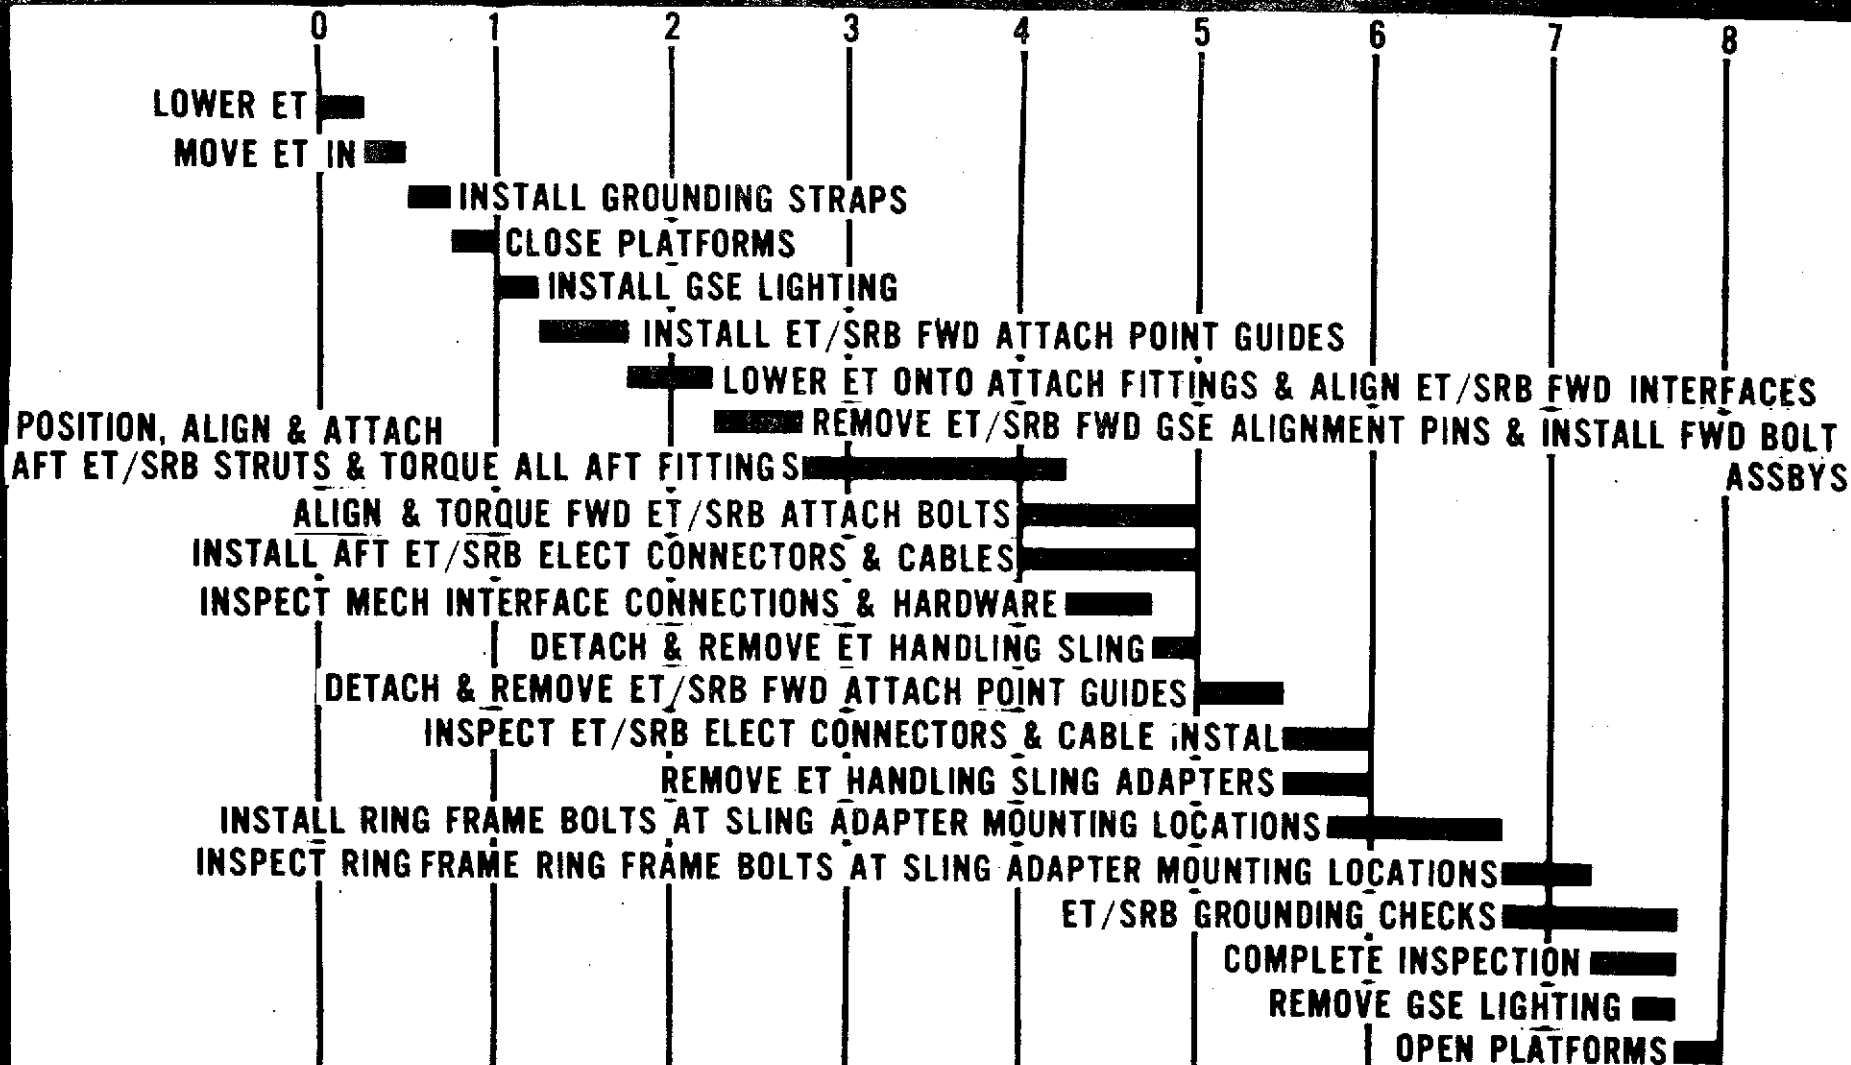 0 1 2 3 4 5 6 7 8
LOWER ET
MOVE ET IN
INSTALL GROUNDING STRAPS
CLOSE PLATFORMS
INSTALL GSE LIGHTING
INSTALL ET/SRB FWD ATTACH POINT GUIDES
LOWER ET ONTO ATTACH FITTINGS & ALIGN ET/SRB FWD INTERFACES
REMOVE ET/SRB FWD GSE ALIGNMENT PINS & INSTALL FWD BOLT
ASSBYS
POSITION, ALIGN & ATTACH
AFT ET/SRB STRUTS & TORQUE ALL AFT FITTINGS
ALIGN & TORQUE FWD ET/SRB ATTACH BOLTS
INSTALL AFT ET/SRB ELECT CONNECTORS & CABLES
INSPECT MECH INTERFACE CONNECTIONS & HARDWARE
DETACH & REMOVE ET HANDLING SLING
DETACH & REMOVE ET/SRB FWD ATTACH POINT GUIDES
INSPECT ET/SRB ELECT CONNECTORS & CABLE INSTAL
REMOVE ET HANDLING SLING ADAPTERS
INSTALL RING FRAME BOLTS AT SLING ADAPTER MOUNTING LOCATIONS
INSPECT RING FRAME RING FRAME BOLTS AT SLING ADAPTER MOUNTING LOCATIONS
ET/SRB GROUNDING CHECKS
COMPLETE INSPECTION
REMOVE GSE LIGHTING
OPEN PLATFORMS